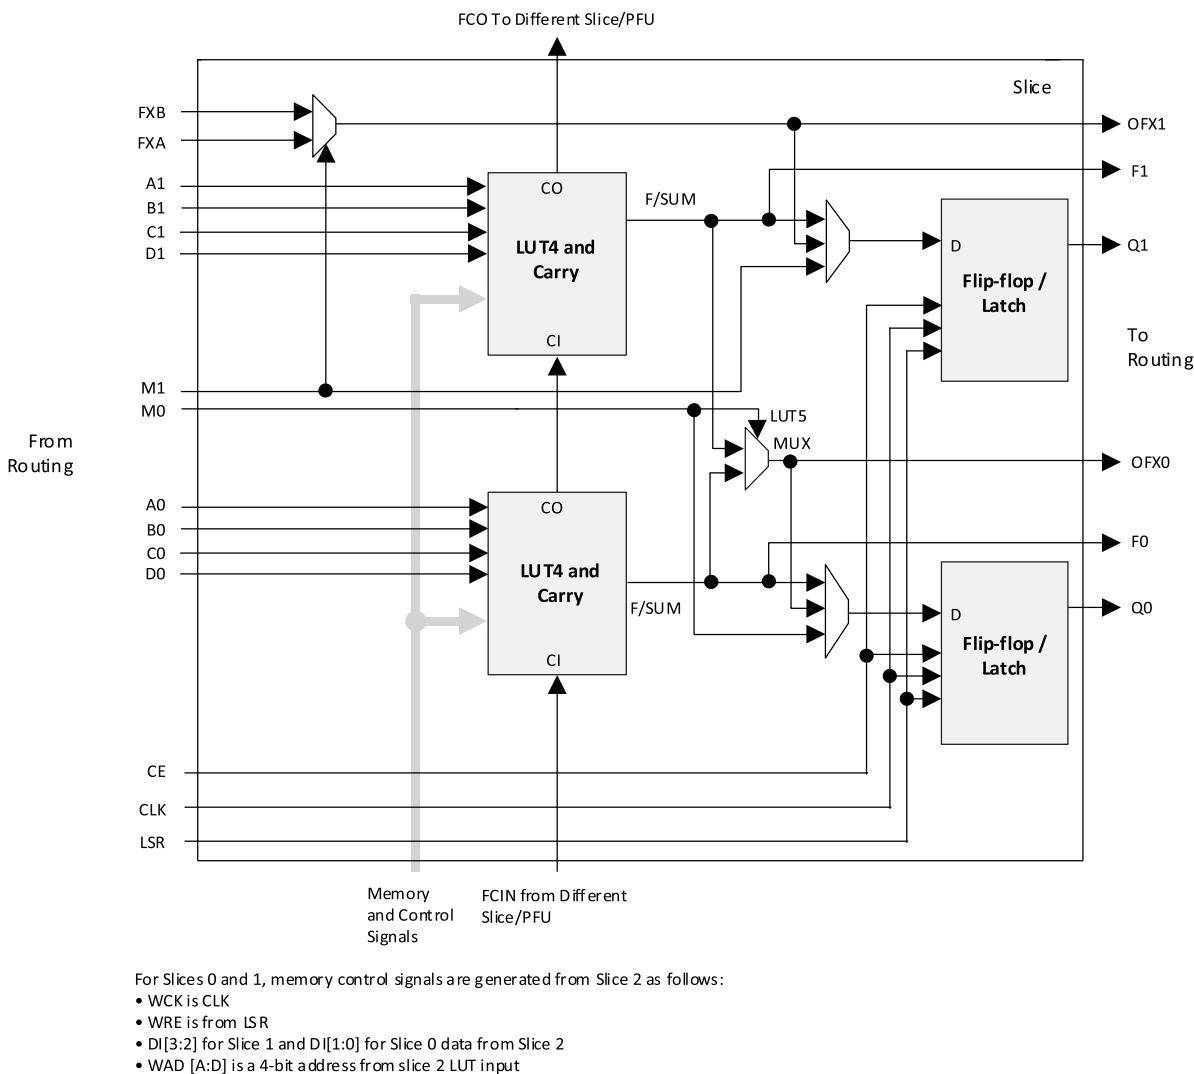 FCO To Different Slice/PFU
Slice
FXB
FXA
OFX1
F1
A1
B1
C1
D1
CO
LUT4 and
Carry
CI
F/SUM
D
Flip-flop /
Latch
Q1
To
Routing
M1
M0
From
Routing
LUT5
MUX
OFX0
A0
B0
C0
D0
CO
LUT4 and
Carry
CI
F/SUM
F0
D
Flip-flop /
Latch
Q0
CE
CLK
LSR
Memory
and Control
Signals
FCIN from Different
Slice/PFU
For Slices 0 and 1, memory control signals are generated from Slice 2 as follows:
• WCK is CLK
• WRE is from LSR
• DI[3:2] for Slice 1 and DI[1:0] for Slice 0 data from Slice 2
• WAD [A:D] is a 4-bit address from slice 2 LUT input